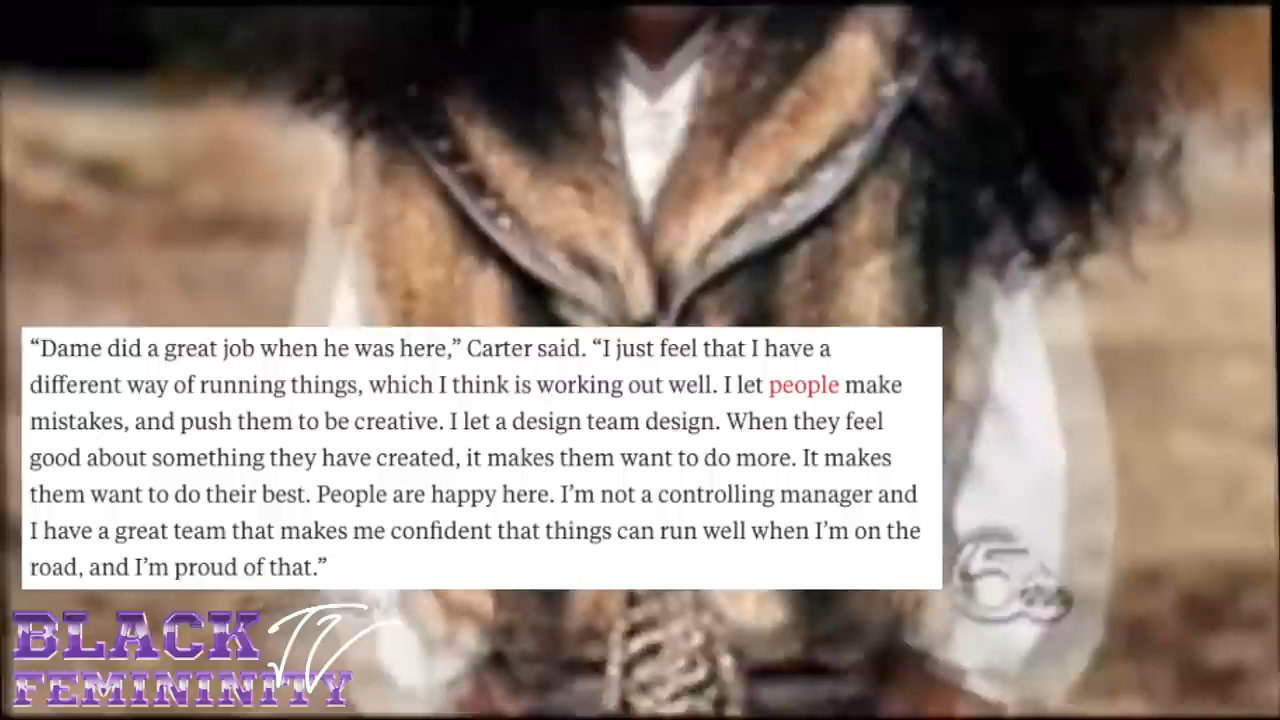 “Dame did a great job when he was here,” Carter said. “I just feel that I have a
different way of running things, which I think is working out well. I let people make
mistakes, and push them to be creative. I let a design team design. When they feel
good about something they have created, it makes them want to do more. It makes
them want to do their best. People are happy here. I’m not a controlling manager and
I have a great team that makes me confident that things can run well when I’m on the
road, and I’m proud of that.”
BLACK
FEMININITY
TV